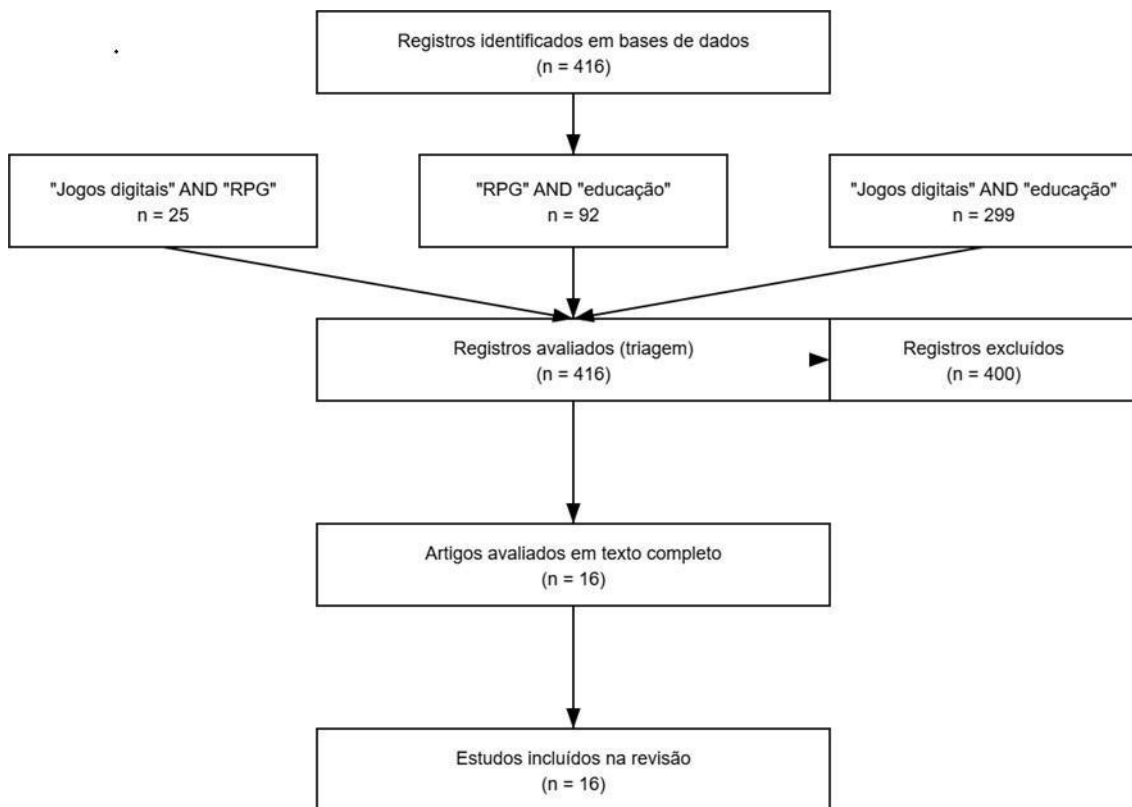 Registros identificados em bases de dados
(n = 416)
"Jogos digitais" AND "RPG"
n = 25
"RPG" AND "educação"
n = 92
"Jogos digitais" AND "educação"
n = 299
Registros avaliados (triagem)
(n = 416)
Registros excluídos
(n = 400)
Artigos avaliados em texto completo
(n = 16)
Estudos incluídos na revisão
(n = 16)